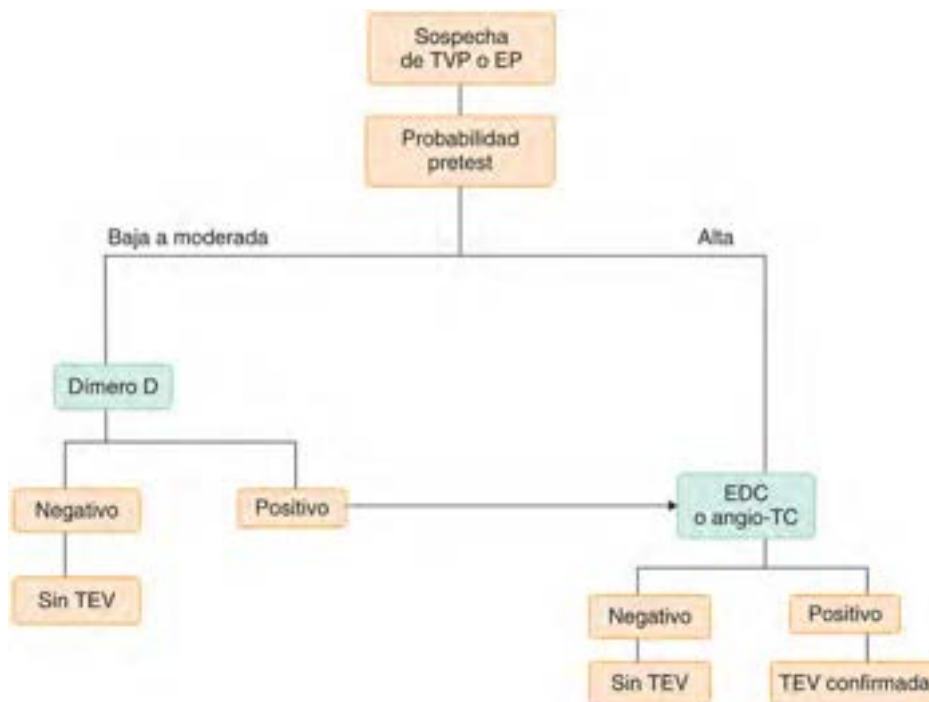 Sospecha
de TVP o EP
Probabilidad
pretest
Baja a moderada
Alta
Dímero D
Negativo
Positivo
EDC
o angio-TC
Sin TEV
Negativo
Positivo
Sin TEV
TEV confirmada